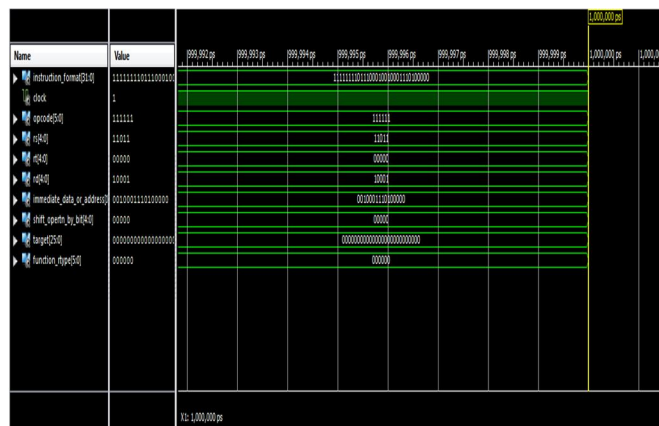 1,000,000 ps
Name Value 999,992 ps 999,993 ps 999,994 ps 999,995 ps 999,996 ps 999,997 ps 999,998 ps 999,999 ps 1,000,000 ps
instruction_format[31:0]
clock 1
opcode[5:0] 111111 111111
rs[4:0] 11011 11011
rt[4:0] 00000 00000
rd[4:0] 10001 10001
immediate_data_or_address[ 0010001110100000 0010001110100000
shift_opertn_by_bit[4:0] 00000 00000
target[25:0]
function_rtype[5:0] 000000 000000
X1: 1,000,000 ps